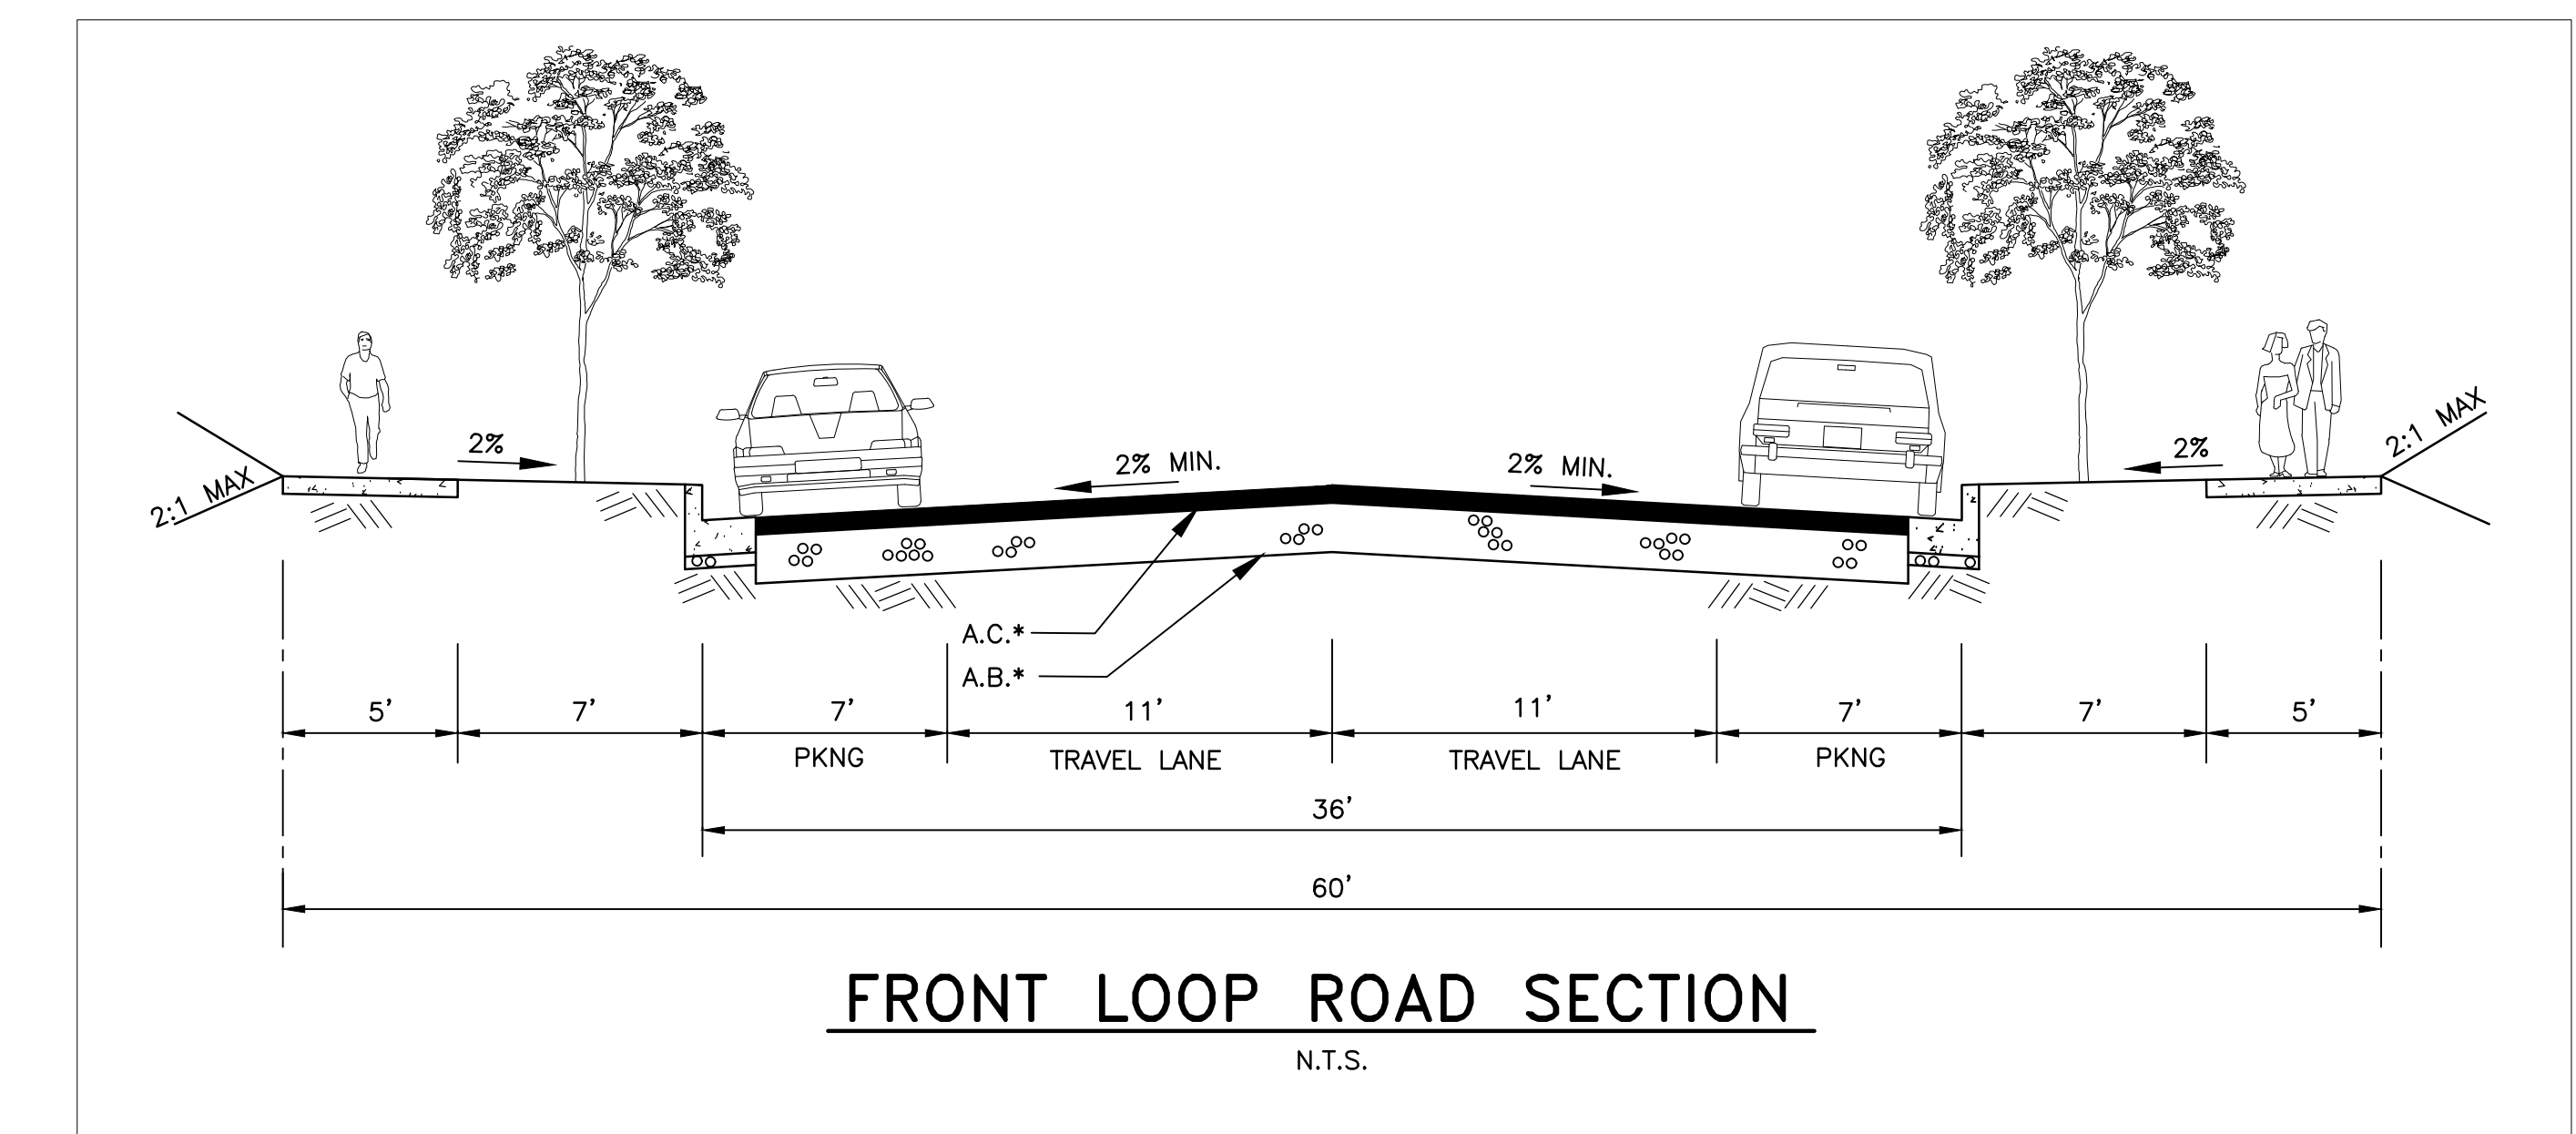 2:1 MAX
2%
2% MIN.
2% MIN.
2%
2:1 MAX
A.C.*
A.B.*
5'
7'
7'
11'
11'
7'
7'
5'
PKNG
TRAVEL LANE
TRAVEL LANE
PKNG
36'
60'
FRONT LOOP ROAD SECTION
N.T.S.